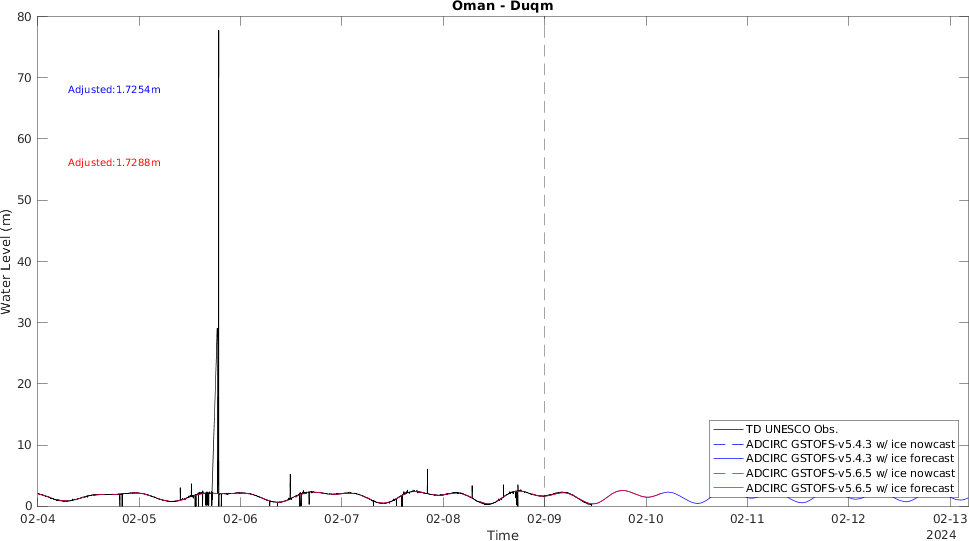 Oman - Duqm
80
70
60
50
40
30
20
10
0
Water Level (m)
Adjusted:1.7254m
Adjusted:1.7288m
TD UNESCO Obs.
ADCIRC GSTOFS-v5.4.3 w/ ice nowcast
ADCIRC GSTOFS-v5.4.3 w/ ice forecast
ADCIRC GSTOFS-v5.6.5 w/ ice nowcast
ADCIRC GSTOFS-v5.6.5 w/ ice forecast
02-04 02-05 02-06 02-07 02-08 02-09 02-10 02-11 02-12 02-13
Time
2024